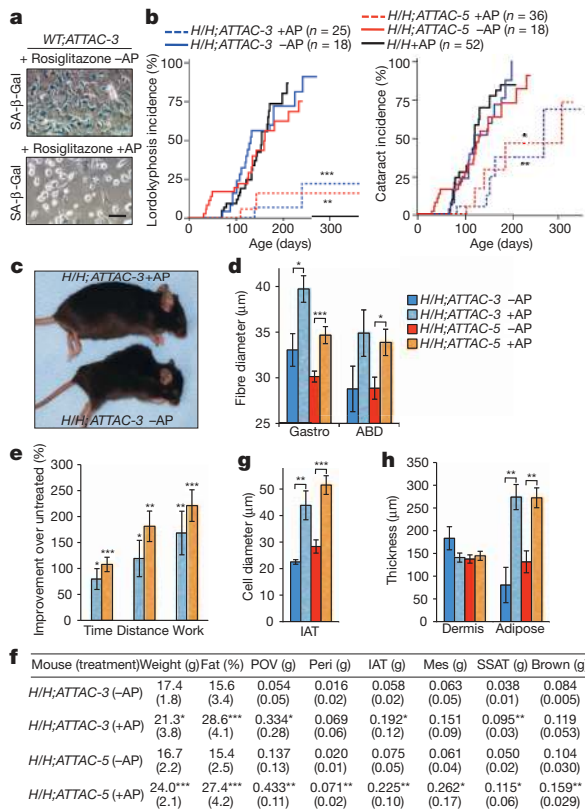 a
WT;ATTAC-3
+ Rosiglitazone –AP
SA-β-Gal
+ Rosiglitazone +AP
SA-β-Gal
b
H/H;ATTAC-3 +AP (n = 25)
H/H;ATTAC-3 –AP (n = 18)
H/H;ATTAC-5 +AP (n = 36)
H/H;ATTAC-5 –AP (n = 18)
H/H+AP (n = 52)
Lordokyphosis incidence (%)
100
75
50
25
0
***
**
0 100 200 300
Age (days)
Cataract incidence (%)
100
75
50
25
0
*
**
0 100 200 300
Age (days)
c
H/H;ATTAC-3+AP
H/H;ATTAC-3 –AP
d
Fibre diameter (μm)
40
35
30
25
* *** *
Gastro ABD
H/H;ATTAC-3 –AP
H/H;ATTAC-3 +AP
H/H;ATTAC-5 –AP
H/H;ATTAC-5 +AP
e
Improvement over untreated (%)
300
250
200
150
100
50
0
* *** * ** ** ***
Time Distance Work
g
Cell diameter (μm)
60
50
40
30
20
10
0
** ***
IAT
h
Thickness (μm)
350
300
250
200
150
100
50
0
** **
Dermis Adipose
f
Mouse (treatment) Weight (g) Fat (%) POV (g) Peri (g) IAT (g) Mes (g) SSAT (g) Brown (g)
H/H;ATTAC-3 (–AP) 17.4 15.6 0.054 0.016 0.058 0.063 0.038 0.084
(1.8) (3.4) (0.05) (0.02) (0.02) (0.05) (0.01) (0.005)
H/H;ATTAC-3 (+AP) 21.3* 28.6*** 0.334* 0.069 0.192* 0.151 0.095** 0.119
(3.8) (4.1) (0.28) (0.06) (0.12) (0.09) (0.03) (0.053)
H/H;ATTAC-5 (–AP) 16.7 15.4 0.137 0.020 0.075 0.061 0.050 0.104
(2.2) (2.5) (0.13) (0.01) (0.05) (0.04) (0.02) (0.030)
H/H;ATTAC-5 (+AP) 24.0*** 27.4*** 0.433** 0.071** 0.225** 0.262* 0.115* 0.159**
(2.1) (4.2) (0.11) (0.02) (0.10) (0.17) (0.06) (0.029)